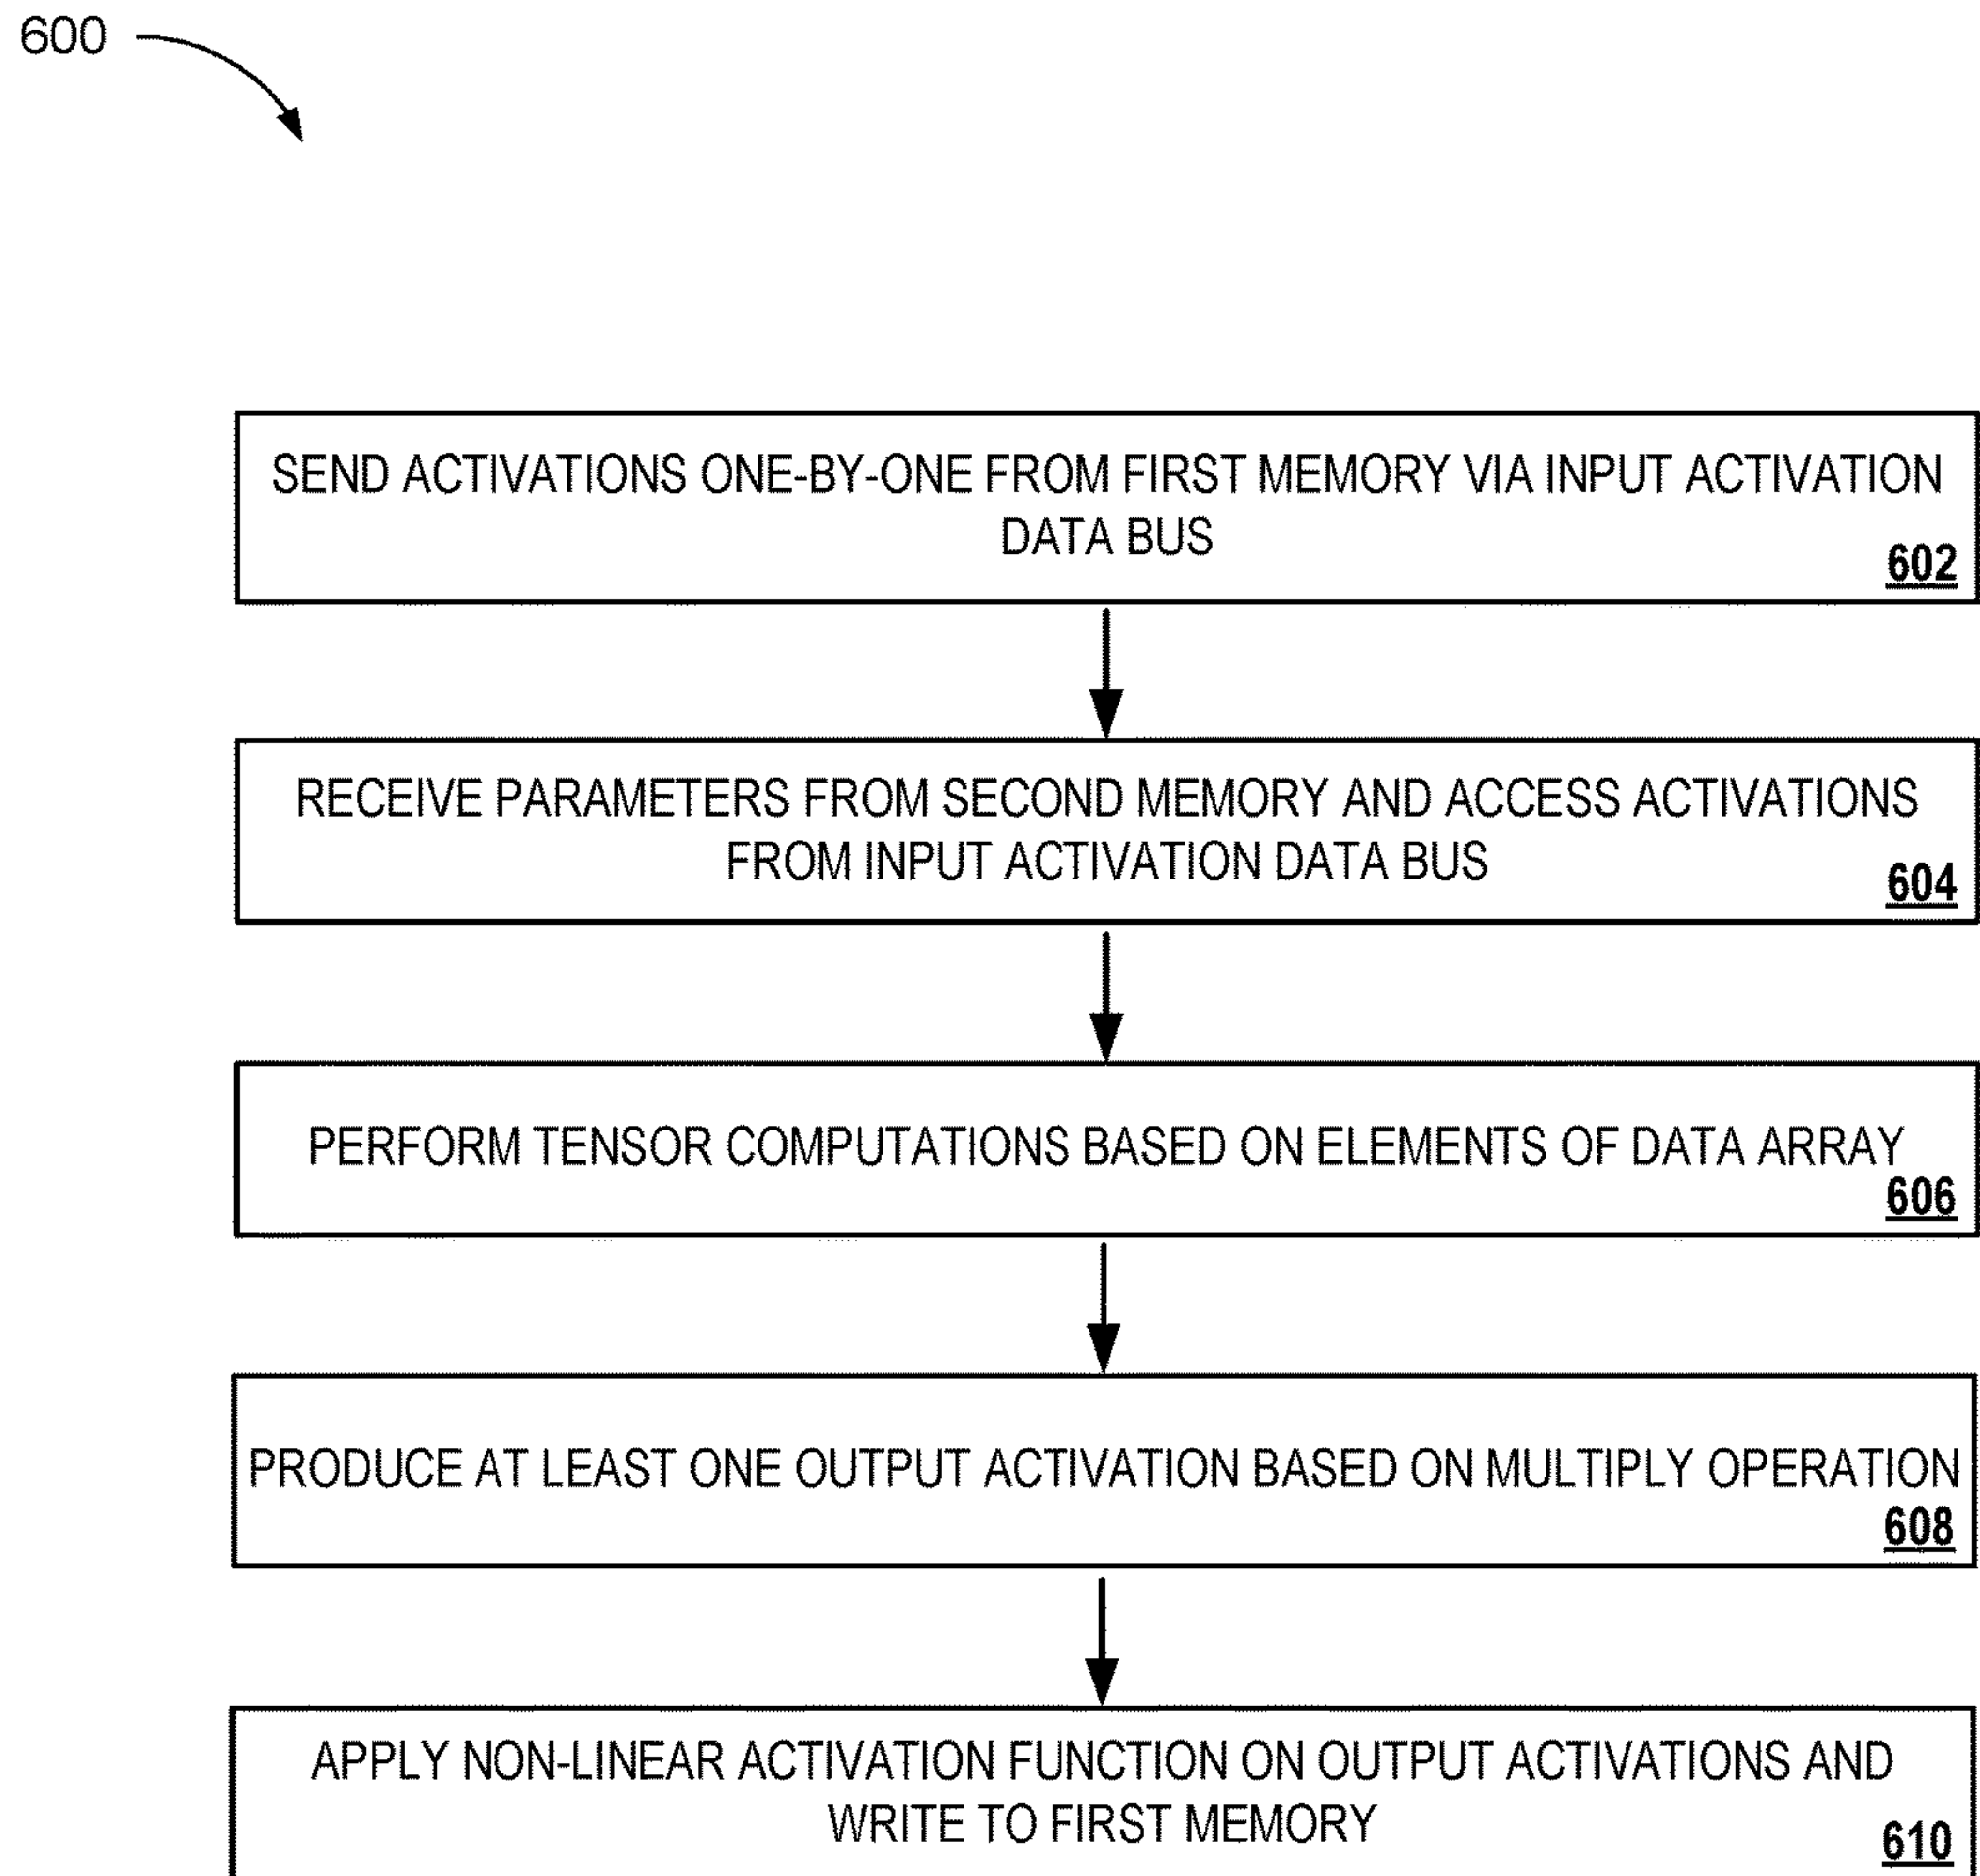 600
SEND ACTIVATIONS ONE-BY-ONE FROM FIRST MEMORY VIA INPUT ACTIVATION
DATA BUS
602
RECEIVE PARAMETERS FROM SECOND MEMORY AND ACCESS ACTIVATIONS
FROM INPUT ACTIVATION DATA BUS
604
PERFORM TENSOR COMPUTATIONS BASED ON ELEMENTS OF DATA ARRAY
606
PRODUCE AT LEAST ONE OUTPUT ACTIVATION BASED ON MULTIPLY OPERATION
608
APPLY NON-LINEAR ACTIVATION FUNCTION ON OUTPUT ACTIVATIONS AND
WRITE TO FIRST MEMORY
610